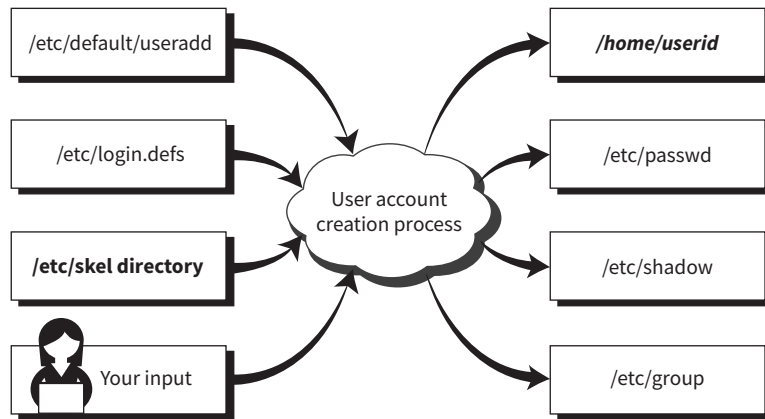 /etc/default/useradd
/etc/login.defs
/etc/skel directory
Your input
User account
creation process
/home/userid
/etc/passwd
/etc/shadow
/etc/group